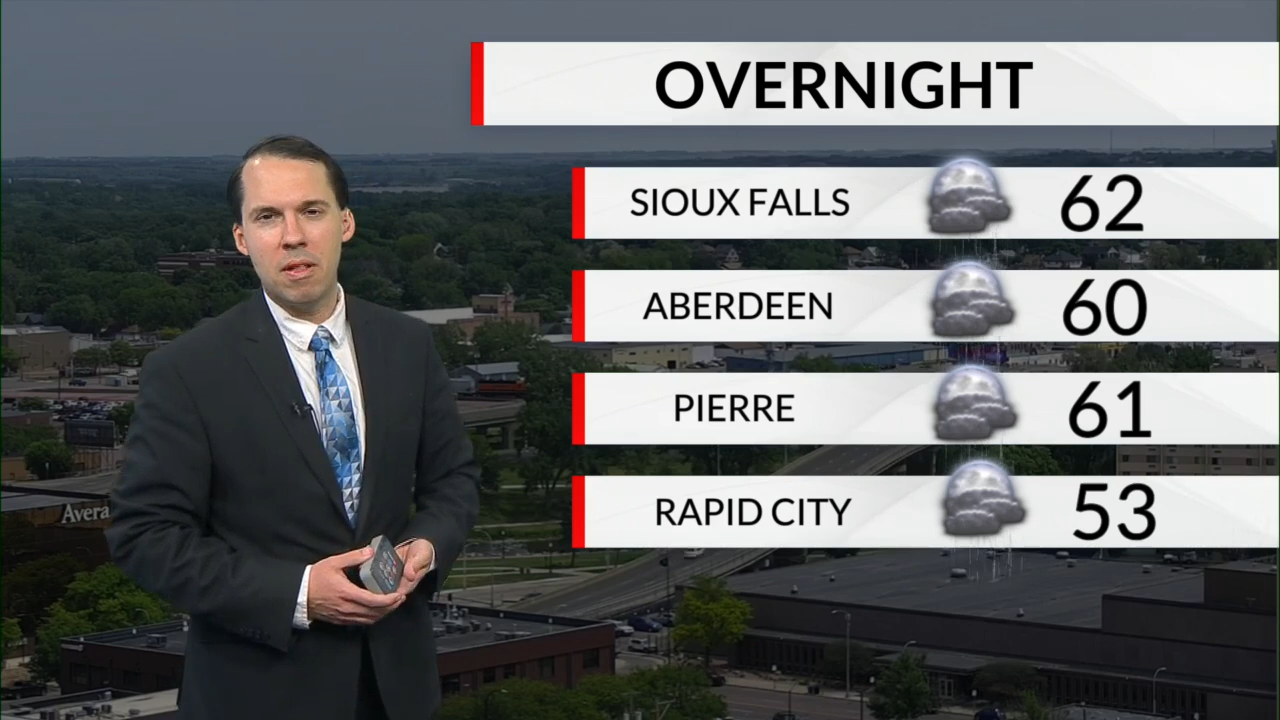 OVERNIGHT
SIOUX FALLS 62
ABERDEEN 60
PIERRE 61
RAPID CITY 53
Avera